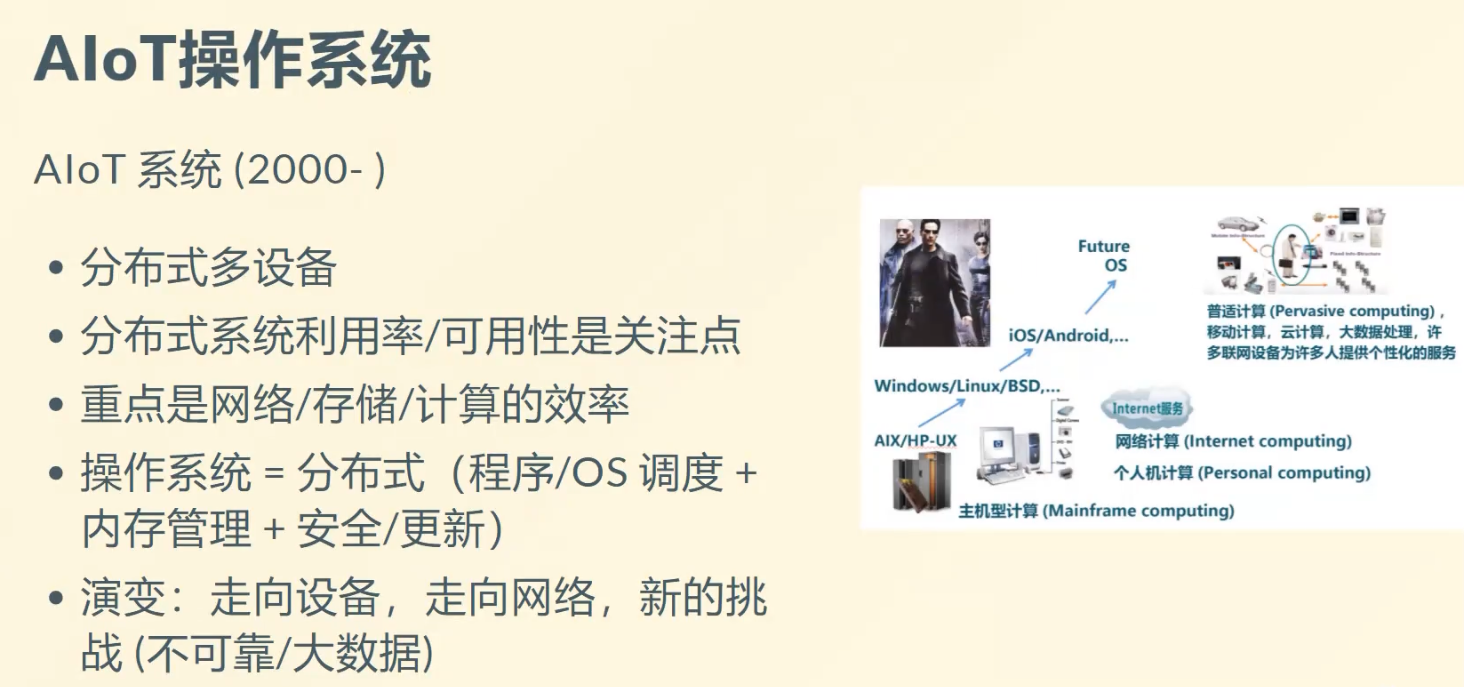 AIoT操作系统
AIoT 系统 (2000- )
• 分布式多设备
• 分布式系统利用率/可用性是关注点
• 重点是网络/存储/计算的效率
• 操作系统 = 分布式（程序/OS 调度 +
内存管理 + 安全/更新）
• 演变：走向设备，走向网络，新的挑
战 (不可靠/大数据)
Future
OS
iOS/Android,...
Windows/Linux/BSD,...
AIX/HP-UX
主机型计算 (Mainframe computing)
普适计算 (Pervasive computing)，
移动计算，云计算，大数据处理，许
多联网设备为许多人提供个性化的服务
Internet服务
网络计算 (Internet computing)
个人机计算 (Personal computing)